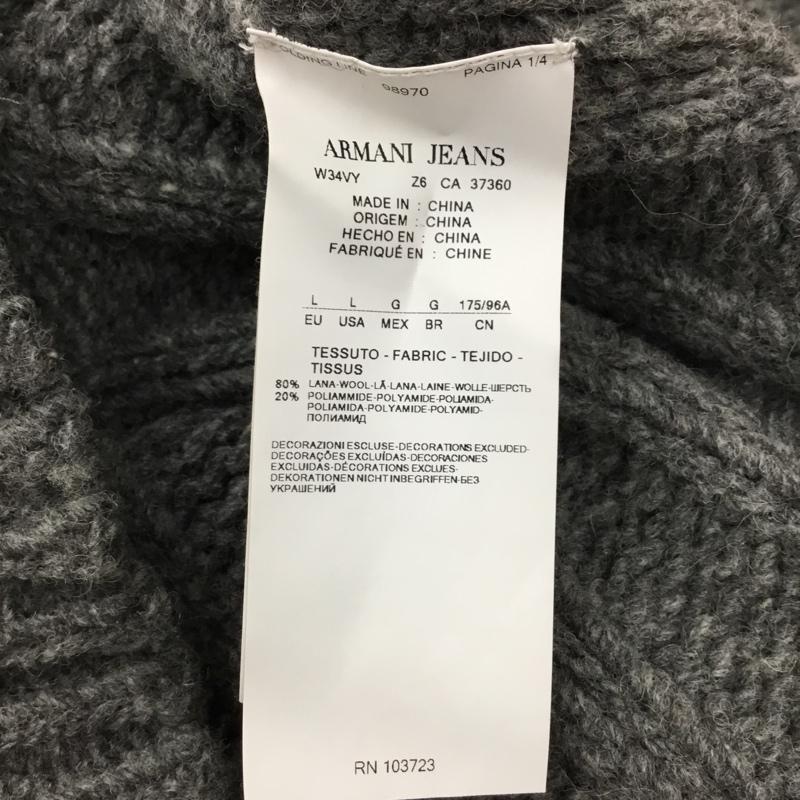 FOLDING LINE PAGINA 1/4
98970
ARMANI JEANS
W34VY Z6 CA 37360
MADE IN : CHINA
ORIGEM : CHINA
HECHO EN : CHINA
FABRIQUÉ EN : CHINE
L L G G 175/96A
EU USA MEX BR CN
TESSUTO - FABRIC - TEJIDO -
TISSUS
80% LANA-WOOL-LÃ-LANA-LAINE-WOLLE-ШЕРСТЬ
20% POLIAMMIDE-POLYAMIDE-POLIAMIDA-
POLIAMIDA-POLYAMIDE-POLYAMID-
ПОЛИАМИД
DECORAZIONI ESCLUSE-DECORATIONS EXCLUDED-
DECORAÇÕES EXCLUÍDAS-DECORACIONES
EXCLUIDAS-DÉCORATIONS EXCLUES-
DEKORATIONEN NICHT INBEGRIFFEN-БЕЗ
УКРАШЕНИЙ
RN 103723